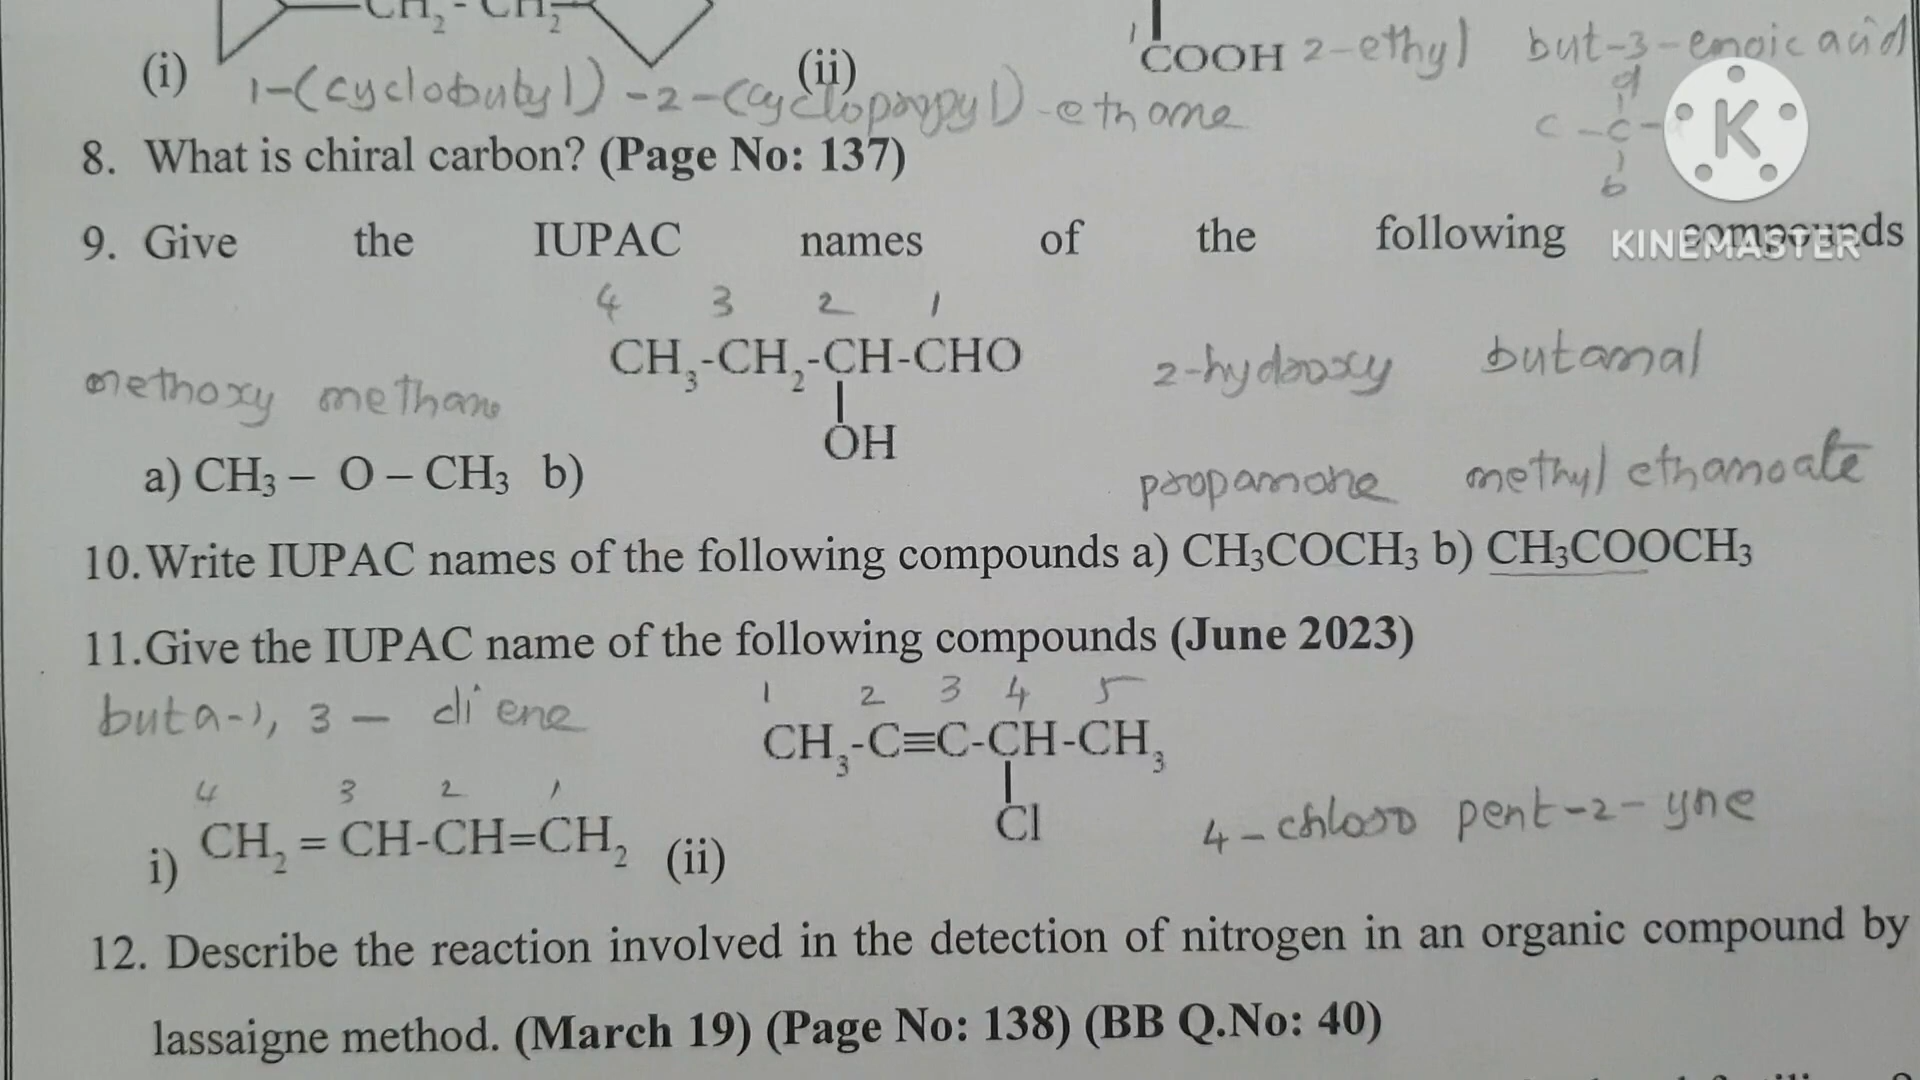 CH₂ - CH₂
(i) (ii) COOH 2-ethyl but-3-enoic acid
1
1-(cyclobutyl)-2-(cyclopropyl)-ethane
a
C-C-
b
K
KINEMASTER
8. What is chiral carbon? (Page No: 137)
9. Give the IUPAC names of the following compounds
4 3 2 1
CH₃-CH₂-CH-CHO 2-hydroxy butanal
methoxy methane
OH
a) CH₃ – O – CH₃ b)
propanone methyl ethanoate
10. Write IUPAC names of the following compounds a) CH₃COCH₃ b) CH₃COOCH₃
11. Give the IUPAC name of the following compounds (June 2023)
1 2 3 4 5
buta-1, 3 - diene
CH₃-C≡C-CH-CH₃
4 3 2 1
Cl 4-chloro pent-2-yne
i) CH₂ = CH-CH=CH₂ (ii)
12. Describe the reaction involved in the detection of nitrogen in an organic compound by
lassaigne method. (March 19) (Page No: 138) (BB Q.No: 40)